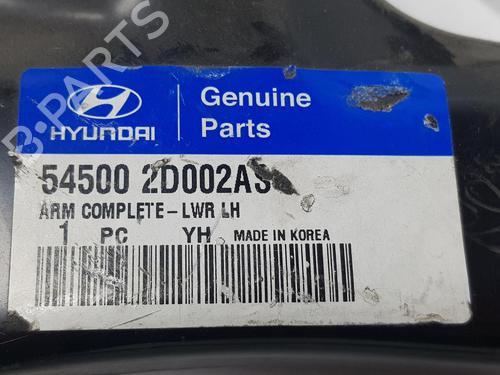 HYUNDAI
Genuine
Parts
54500 2D002AS
ARM COMPLETE-LWR LH
1 PC YH MADE IN KOREA
B-PARTS